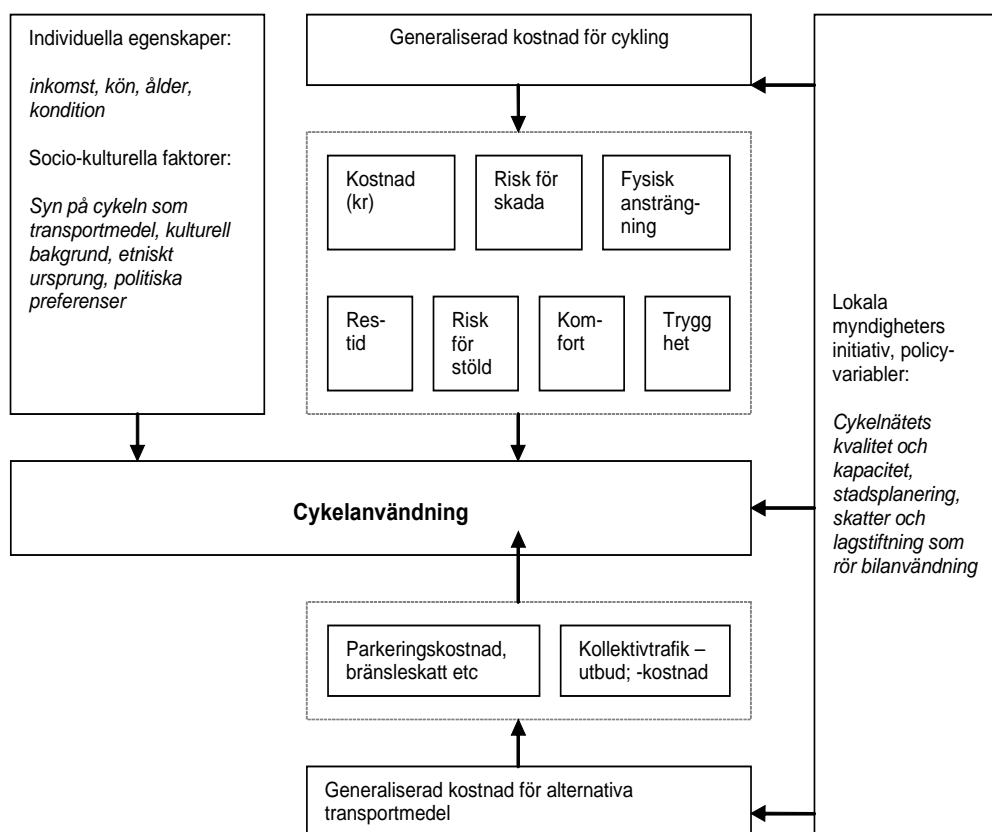 Individuella egenskaper:
inkomst, kön, ålder,
kondition
Socio-kulturella faktorer:
Syn på cykeln som
transportmedel, kulturell
bakgrund, etniskt
ursprung, politiska
preferenser
Generaliserad kostnad för cykling
Kostnad
(kr)
Risk för
skada
Fysisk
ansträng-
ning
Res-
tid
Risk
för
stöld
Kom-
fort
Trygg
het
Cykelanvändning
Parkeringskostnad,
bränsleskatt etc
Kollektivtrafik –
utbud; -kostnad
Generaliserad kostnad för alternativa
transportmedel
Lokala
myndigheters
initiativ, policy-
variabler:
Cykelnätets
kvalitet och
kapacitet,
stadsplanering,
skatter och
lagstiftning som
rör bilanvändning